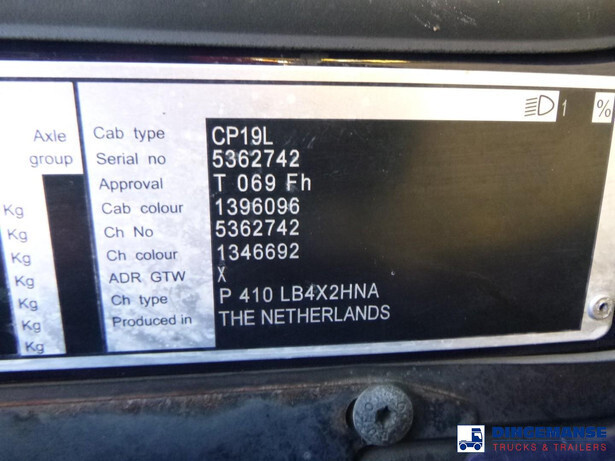 1 %
Axle group
Cab type CP19L
Serial no 5362742
Approval T 069 Fh
Kg Cab colour 1396096
Kg Ch No 5362742
Kg Ch colour 1346692
Kg ADR GTW X
Kg Ch type P 410 LB4X2HNA
Kg Produced in THE NETHERLANDS
Kg
TRUCKS & TRAILERS